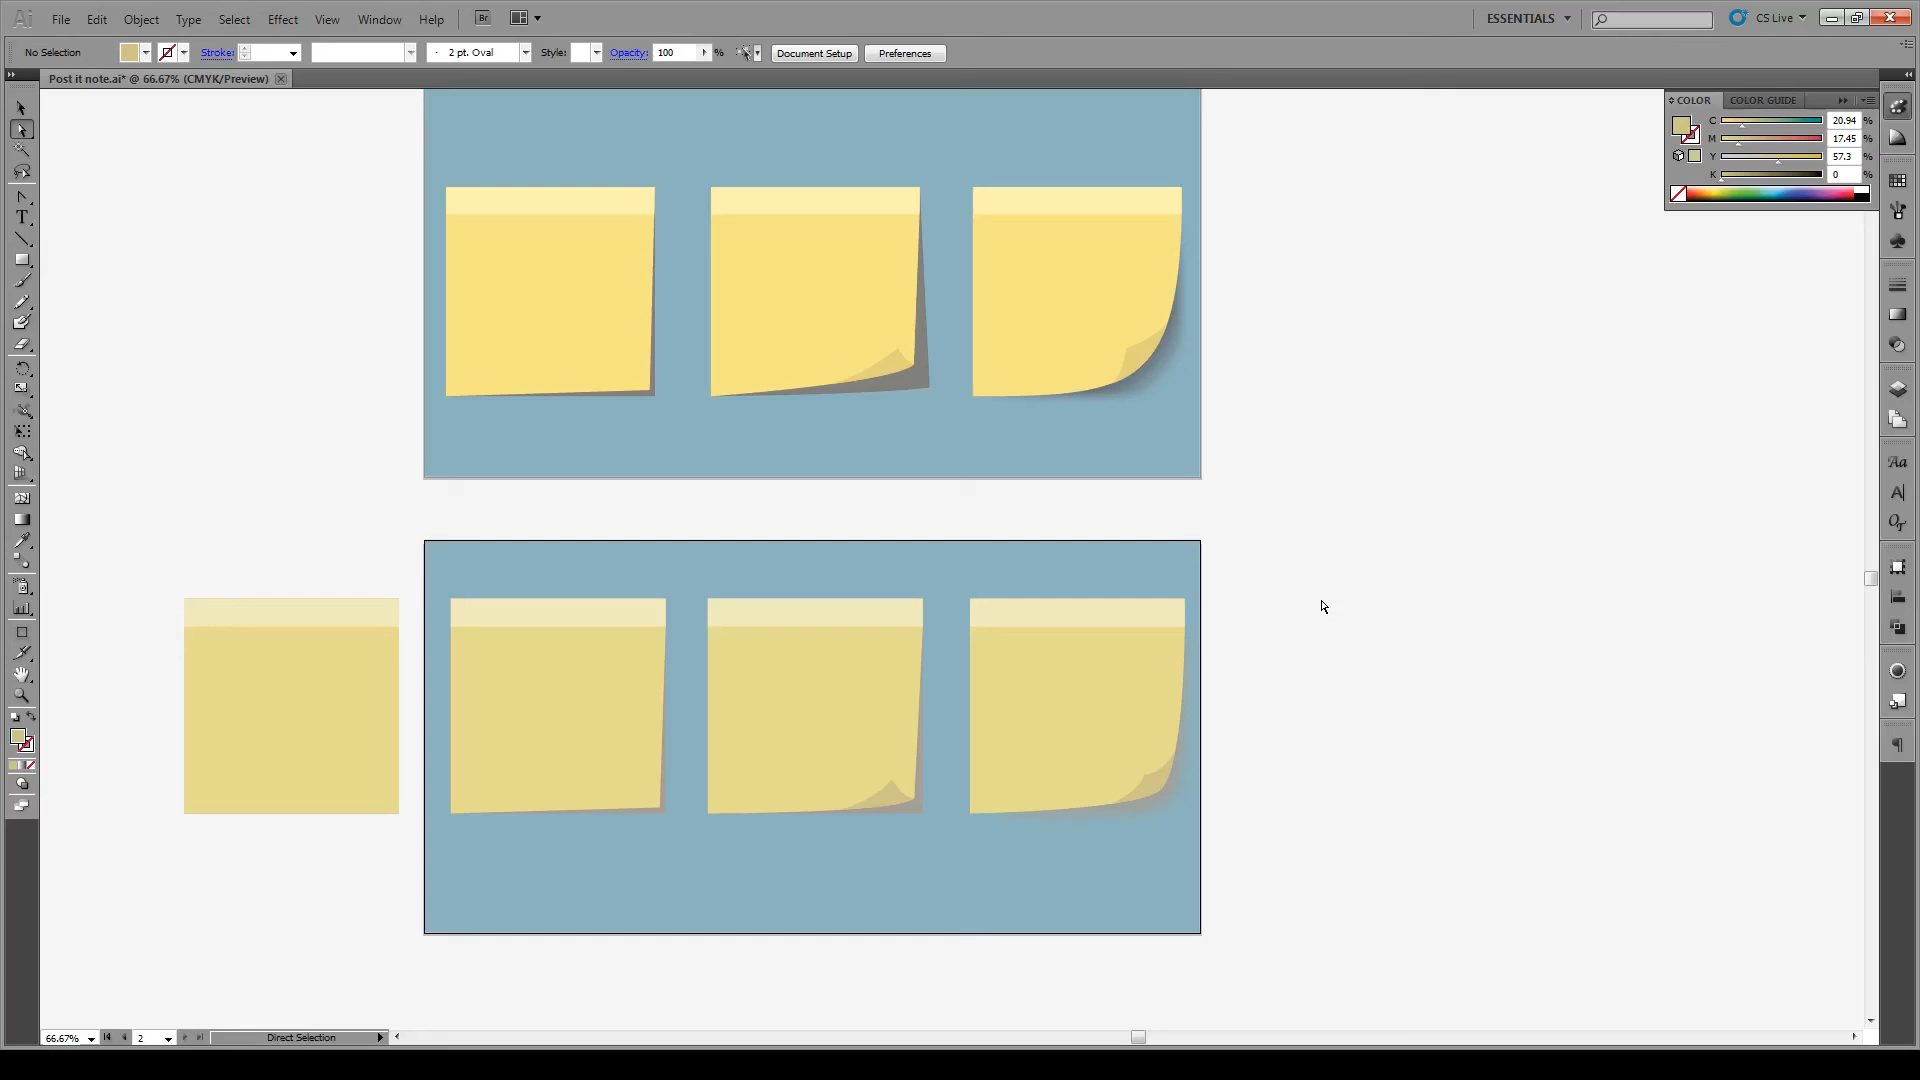 Ai File Edit Object Type Select Effect View Window Help Br ESSENTIALS CS Live
No Selection Stroke: 2 pt. Oval Style: Opacity: 100 % Document Setup Preferences
Post it note.ai* @ 66.67% (CMYK/Preview)
COLOR COLOR GUIDE
C 20.94 %
M 17.45 %
Y 57.3 %
K 0 %
T
Aa
A
O
66.67% 2 Direct Selection